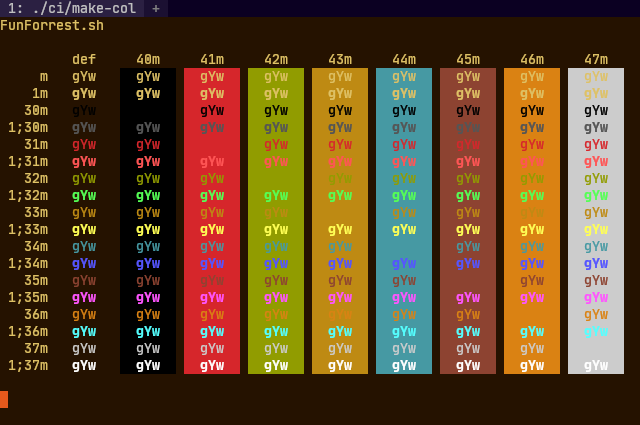 1: ./ci/make-col +
FunForrest.sh
def 40m 41m 42m 43m 44m 45m 46m 47m
m gYw gYw gYw gYw gYw gYw gYw gYw gYw
1m gYw gYw gYw gYw gYw gYw gYw gYw gYw
30m gYw gYw gYw gYw gYw gYw gYw gYw
1;30m gYw gYw gYw gYw gYw gYw gYw gYw gYw
31m gYw gYw gYw gYw gYw gYw gYw gYw
1;31m gYw gYw gYw gYw gYw gYw gYw gYw gYw
32m gYw gYw gYw gYw gYw gYw gYw gYw
1;32m gYw gYw gYw gYw gYw gYw gYw gYw gYw
33m gYw gYw gYw gYw gYw gYw gYw gYw
1;33m gYw gYw gYw gYw gYw gYw gYw gYw gYw
34m gYw gYw gYw gYw gYw gYw gYw gYw
1;34m gYw gYw gYw gYw gYw gYw gYw gYw gYw
35m gYw gYw gYw gYw gYw gYw gYw gYw
1;35m gYw gYw gYw gYw gYw gYw gYw gYw gYw
36m gYw gYw gYw gYw gYw gYw gYw gYw
1;36m gYw gYw gYw gYw gYw gYw gYw gYw gYw
37m gYw gYw gYw gYw gYw gYw gYw gYw
1;37m gYw gYw gYw gYw gYw gYw gYw gYw gYw